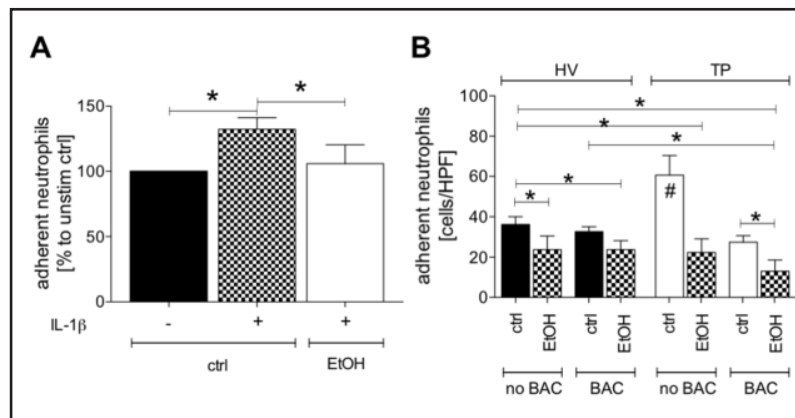 A
*
*
adherent neutrophils
[% to unstim ctrl]
150
100
50
0
IL-1β
-
+
+
ctrl
EtOH
B
HV
TP
adherent neutrophils
[cells/HPF]
100
80
60
40
20
0
*
*
*
*
*
#
*
ctrl
EtOH
ctrl
EtOH
ctrl
EtOH
ctrl
EtOH
no BAC
BAC
no BAC
BAC